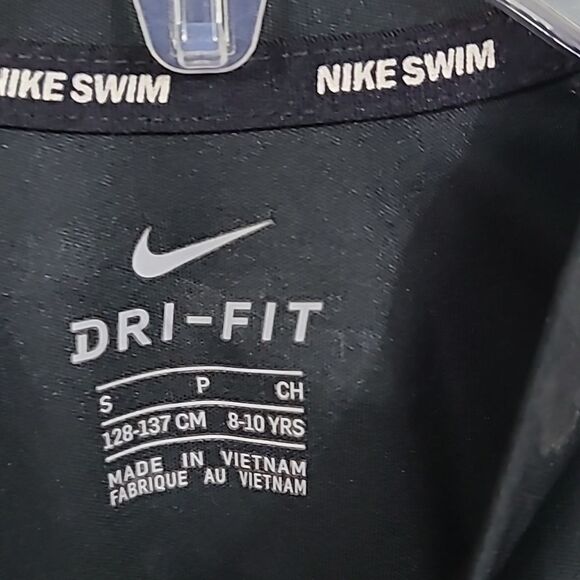 NIKE SWIM NIKE SWIM
DRI-FIT
S P CH
128-137 CM 8-10 YRS
MADE IN VIETNAM
FABRIQUE AU VIETNAM